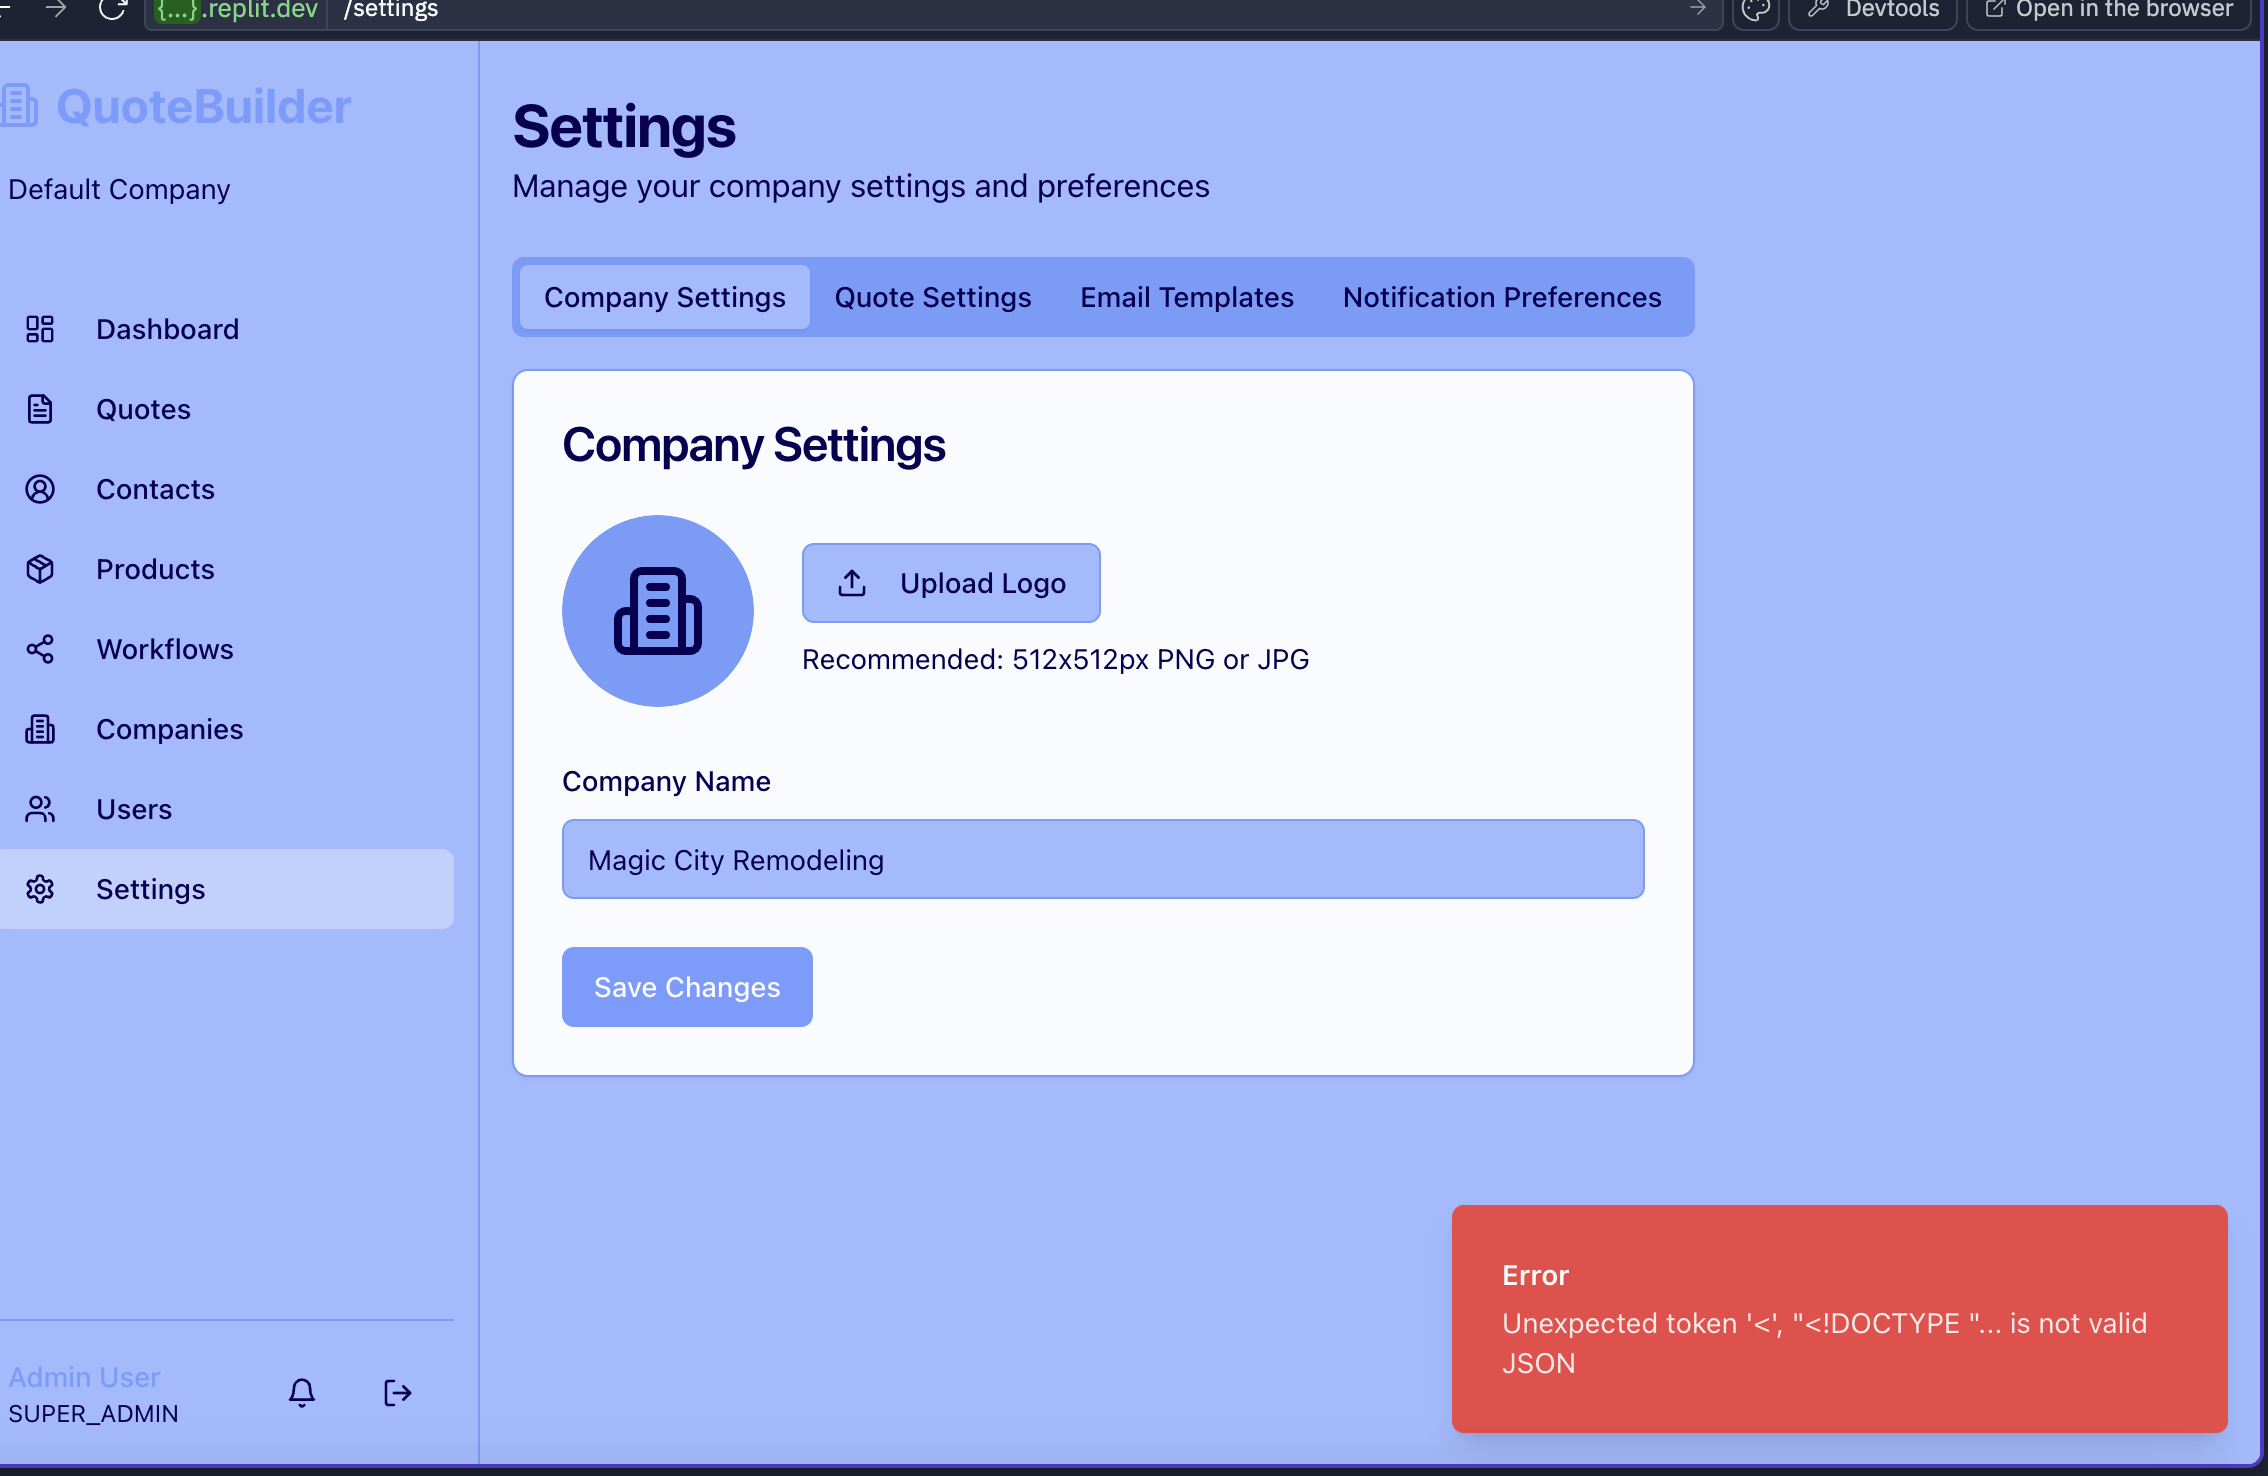 {...}.replit.dev /settings
Devtools
Open in the browser
QuoteBuilder
Default Company
Dashboard
Quotes
Contacts
Products
Workflows
Companies
Users
Settings
Admin User
SUPER_ADMIN
Settings
Manage your company settings and preferences
Company Settings Quote Settings Email Templates Notification Preferences
Company Settings
Upload Logo
Recommended: 512x512px PNG or JPG
Company Name
Magic City Remodeling
Save Changes
Error
Unexpected token '<', "<!DOCTYPE "... is not valid
JSON